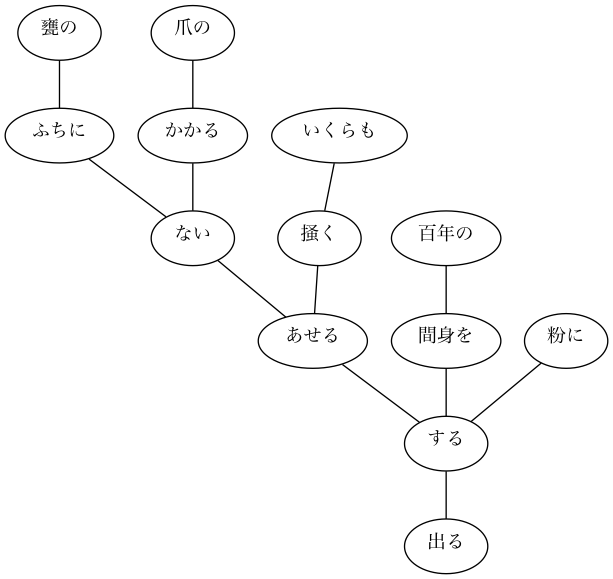 甕の
爪の
ふちに
かかる
いくらも
ない
掻く
百年の
あせる
間身を
粉に
する
出る